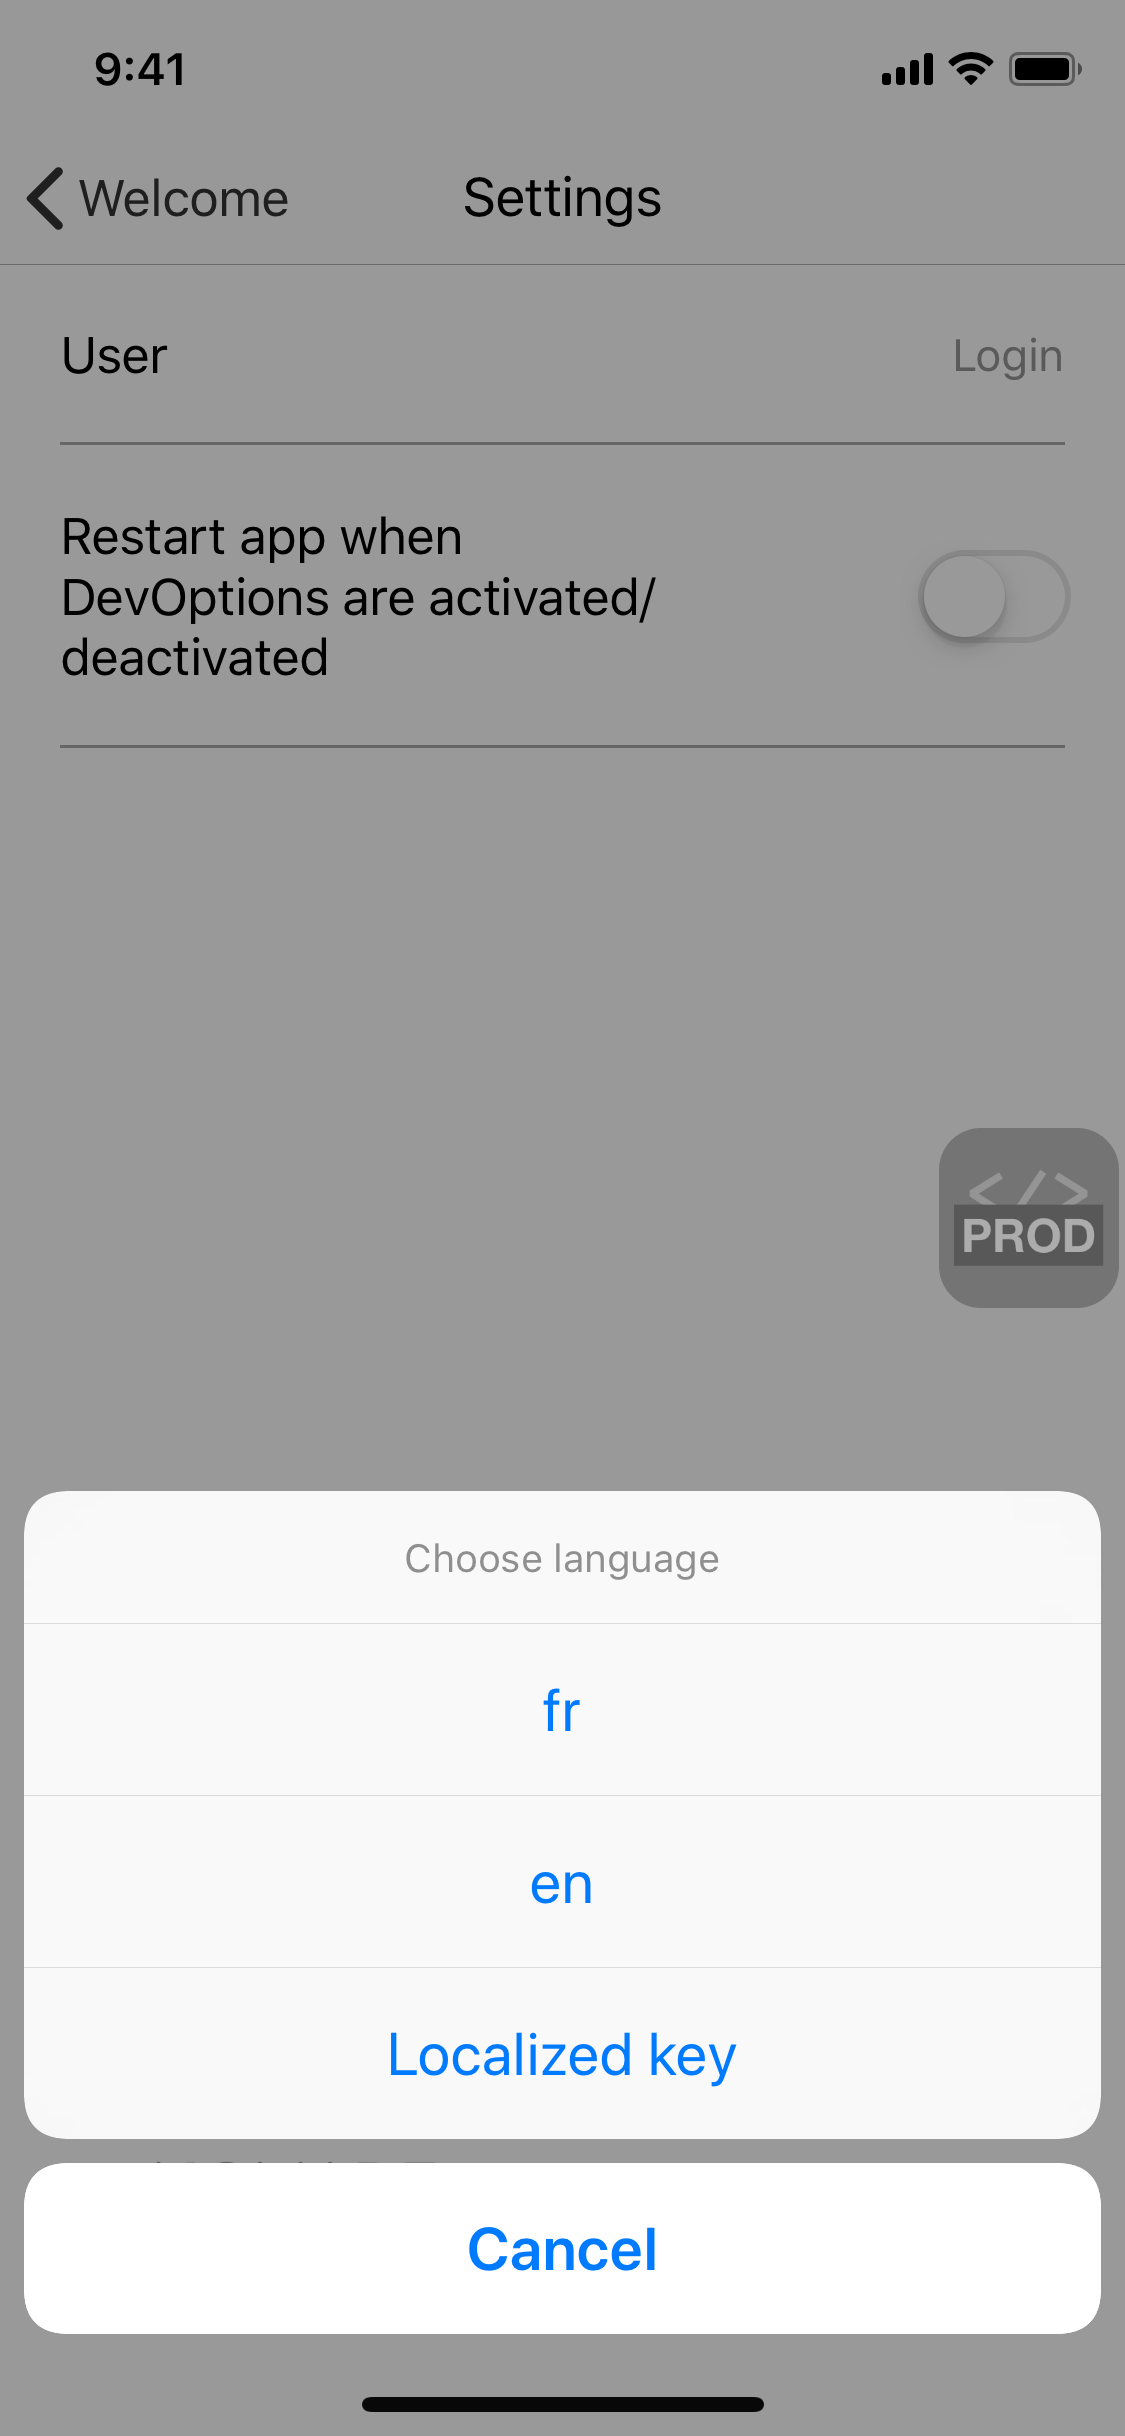 9:41
Welcome
Settings
User
Login
Restart app when
DevOptions are activated/
deactivated
</>
PROD
Choose language
fr
en
Localized key
Cancel